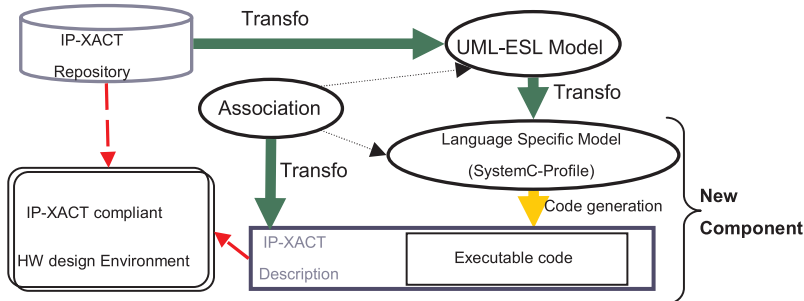 Transfo
IP-XACT
Repository
UML-ESL Model
Transfo
Association
Language Specific Model
(SystemC-Profile)
Transfo
New
Component
Code generation
IP-XACT compliant
HW design Environment
IP-XACT
Description
Executable code